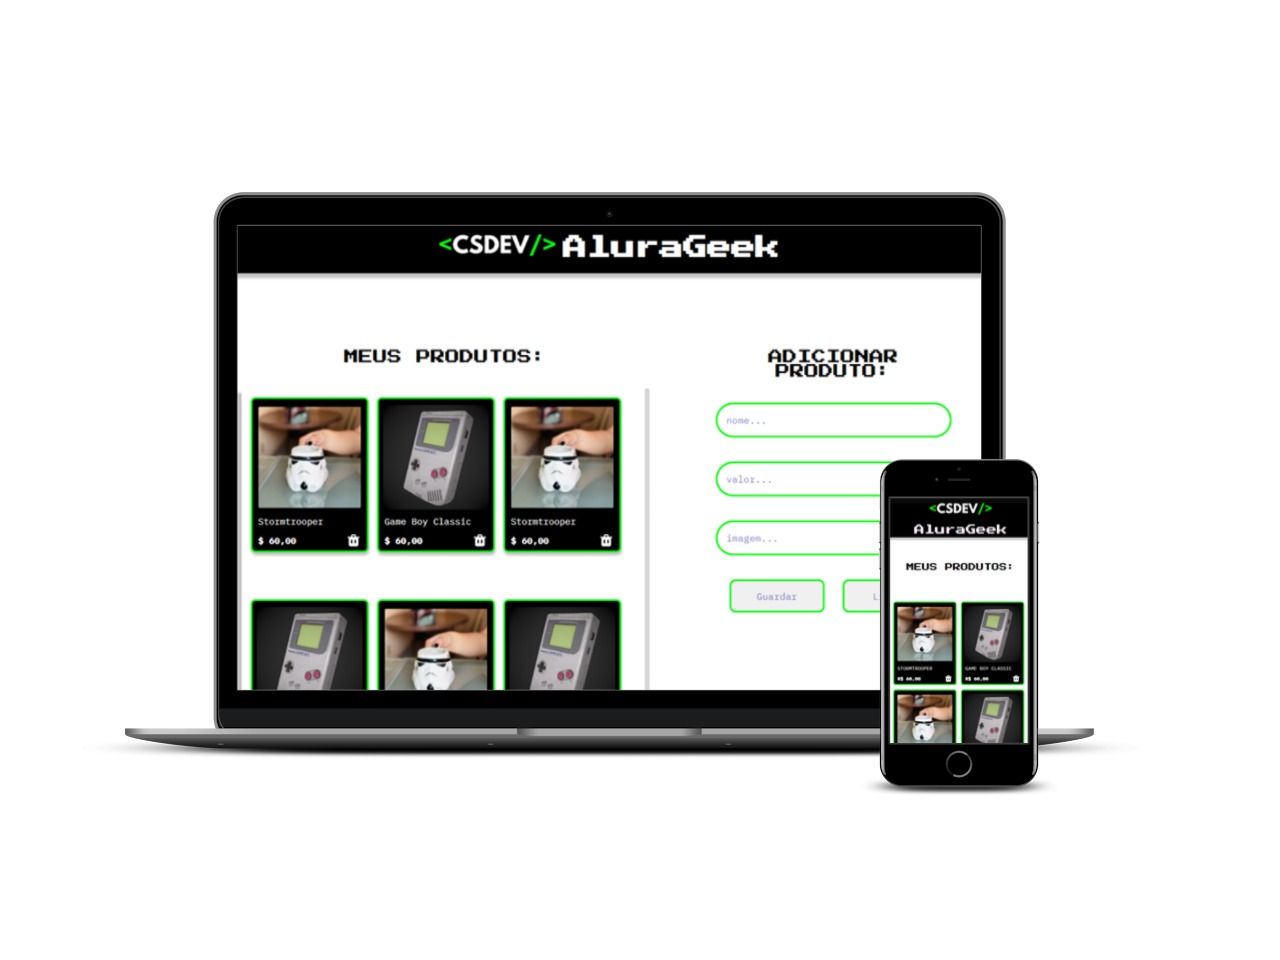 <CSDEV/> AluraGeek
MEUS PRODUTOS:
Stormtrooper
$ 60,00
Game Boy Classic
$ 60,00
Stormtrooper
$ 60,00
ADICIONAR
PRODUTO:
nome...
valor...
imagem...
Guardar
<CSDEV/>
AluraGeek
MEUS PRODUTOS:
STORMTROOPER
R$ 60,00
GAME BOY CLASSIC
R$ 60,00